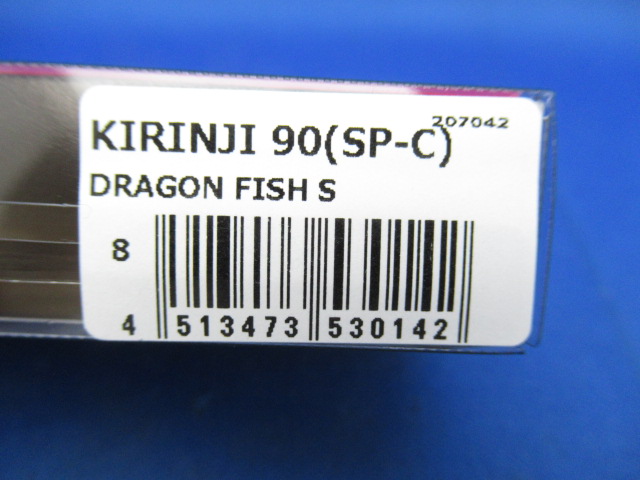 207042
KIRINJI 90(SP-C)
DRAGON FISH S
8
4 513473 530142